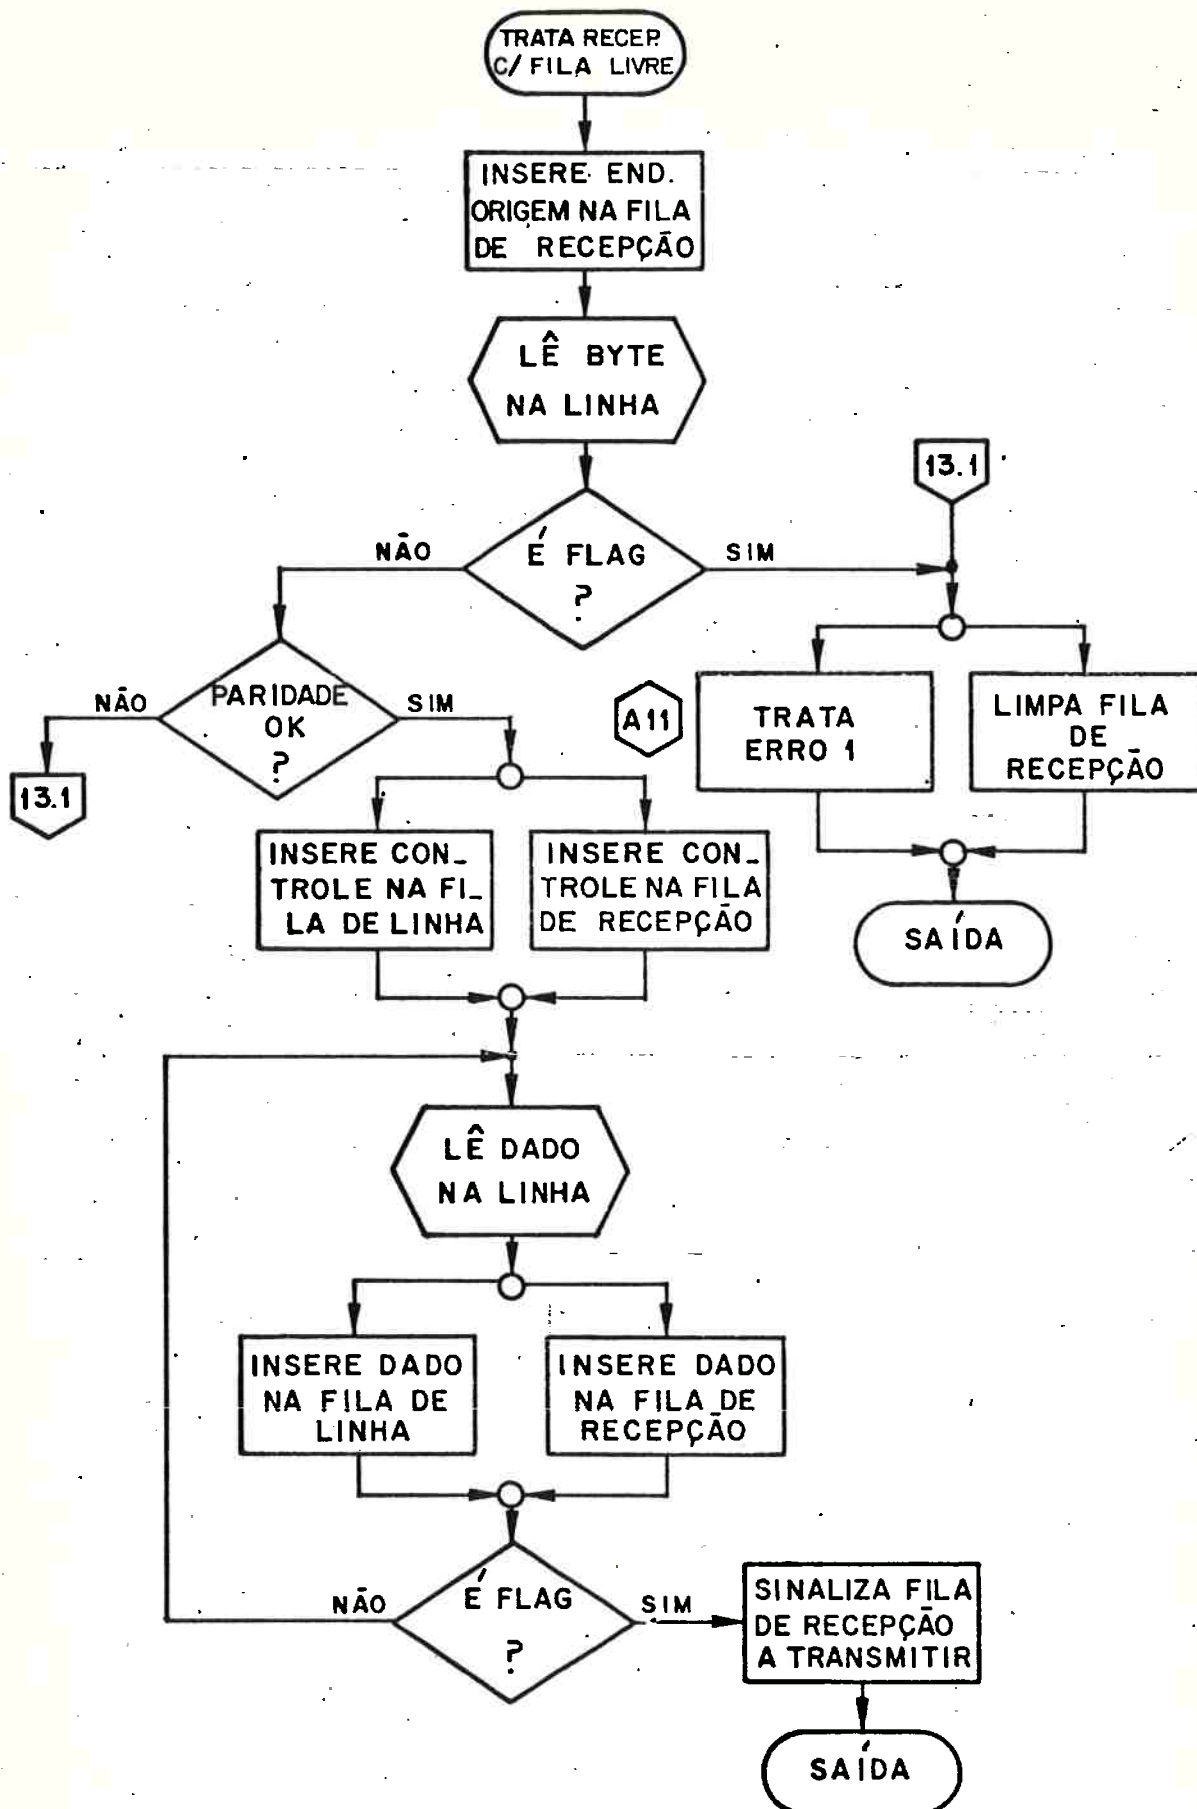 TRATA RECEP.
C/ FILA LIVRE
INSERE END.
ORIGEM NA FILA
DE RECEPÇÃO
LÊ BYTE
NA LINHA
13.1
É FLAG
?
NÃO
SIM
PARIDADE
OK
?
NÃO
SIM
13.1
A11
TRATA
ERRO 1
LIMPA FILA
DE
RECEPÇÃO
INSERE CON_
TROLE NA FI_
LA DE LINHA
INSERE CON_
TROLE NA FILA
DE RECEPÇÃO
SAÍDA
LÊ DADO
NA LINHA
INSERE DADO
NA FILA DE
LINHA
INSERE DADO
NA FILA DE
RECEPÇÃO
É FLAG
?
NÃO
SIM
SINALIZA FILA
DE RECEPÇÃO
A TRANSMITIR
SAÍDA